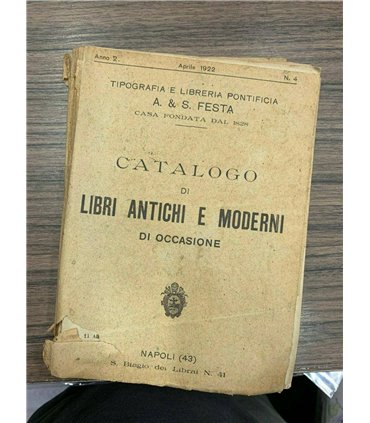 Anno 2. Aprile 1922 N. 4
TIPOGRAFIA E LIBRERIA PONTIFICIA
A. & S. FESTA
CASA FONDATA DAL 1828
CATALOGO
DI
LIBRI ANTICHI E MODERNI
DI OCCASIONE
NAPOLI (43)
S. Biagio dei Librai N. 41